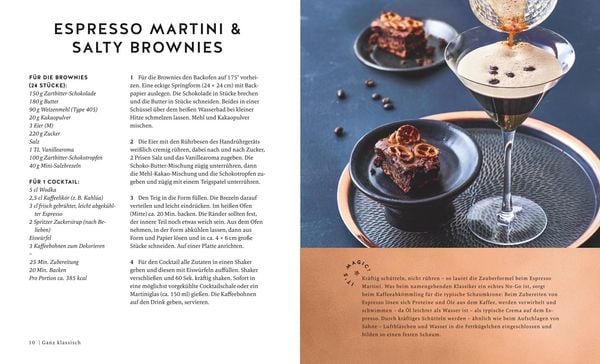 ESPRESSO MARTINI &
SALTY BROWNIES
FÜR DIE BROWNIES
(24 STÜCKE):
150 g Zartbitter-Schokolade
180 g Butter
90 g Weizenmehl (Type 405)
20 g Kakaopulver
3 Eier (M)
220 g Zucker
Salz
1 TL Vanillearoma
100 g Zartbitter-Schokotropfen
40 g Mini-Salzbrezeln
FÜR 1 COCKTAIL:
5 cl Wodka
2,5 cl Kaffeelikör (z. B. Kahlúa)
3 cl frisch gebrühter, leicht abgekühl-
ter Espresso
2 Spritzer Zuckersirup (nach Be-
lieben)
Eiswürfel
3 Kaffeebohnen zum Dekorieren
–
25 Min. Zubereitung
20 Min. Backen
Pro Portion ca. 385 kcal
1 Für die Brownies den Backofen auf 175° vorhei-
zen. Eine eckige Springform (24 × 24 cm) mit Back-
papier auslegen. Die Schokolade in Stücke brechen
und die Butter in Stücke schneiden. Beides in einer
Schüssel über dem heißen Wasserbad bei kleiner
Hitze schmelzen lassen. Mehl und Kakaopulver
mischen.
2 Die Eier mit den Rührbesen des Handrührgeräts
weißlich cremig rühren, dabei nach und nach Zucker,
2 Prisen Salz und das Vanillearoma zugeben. Die
Schoko-Butter-Mischung zügig unterrühren, dann
die Mehl-Kakao-Mischung und die Schokotropfen zu-
geben und zügig mit einem Teigspatel unterrühren.
3 Den Teig in die Form füllen. Die Brezeln darauf
verteilen und leicht eindrücken. Im heißen Ofen
(Mitte) ca. 20 Min. backen. Die Ränder sollten fest,
der innere Teil noch etwas weich sein. Aus dem Ofen
nehmen, in der Form abkühlen lassen, dann aus
Form und Papier lösen und in ca. 4 × 6 cm große
Stücke schneiden. Auf einer Platte anrichten.
4 Für den Cocktail alle Zutaten in einen Shaker
geben und diesen mit Eiswürfeln auffüllen. Shaker
verschließen und 60 Sek. kräftig shaken. Sofort in
eine möglichst vorgekühlte Cocktailschale oder ein
Martiniglas (ca. 150 ml) gießen. Die Kaffeebohnen
auf den Drink geben, servieren.
10 | Ganz klassisch
IT'S MAGIC!
Kräftig schütteln, nicht rühren – so lautet die Zauberformel beim Espresso
Martini. Was beim namengebenden Klassiker ein echtes No-Go ist, sorgt
beim Kaffeeabkömmling für die typische Schaumkrone: Beim Zubereiten von
Espresso lösen sich Proteine und Öle aus dem Kaffee, werden verwirbelt und
schwimmen - da Öl leichter als Wasser ist – als typische Crema auf dem Es-
presso. Durch kräftiges Schütteln werden – ähnlich wie beim Aufschlagen von
Sahne – Luftbläschen und Wasser in die Fettkügelchen eingeschlossen und
bilden so einen festen Schaum.